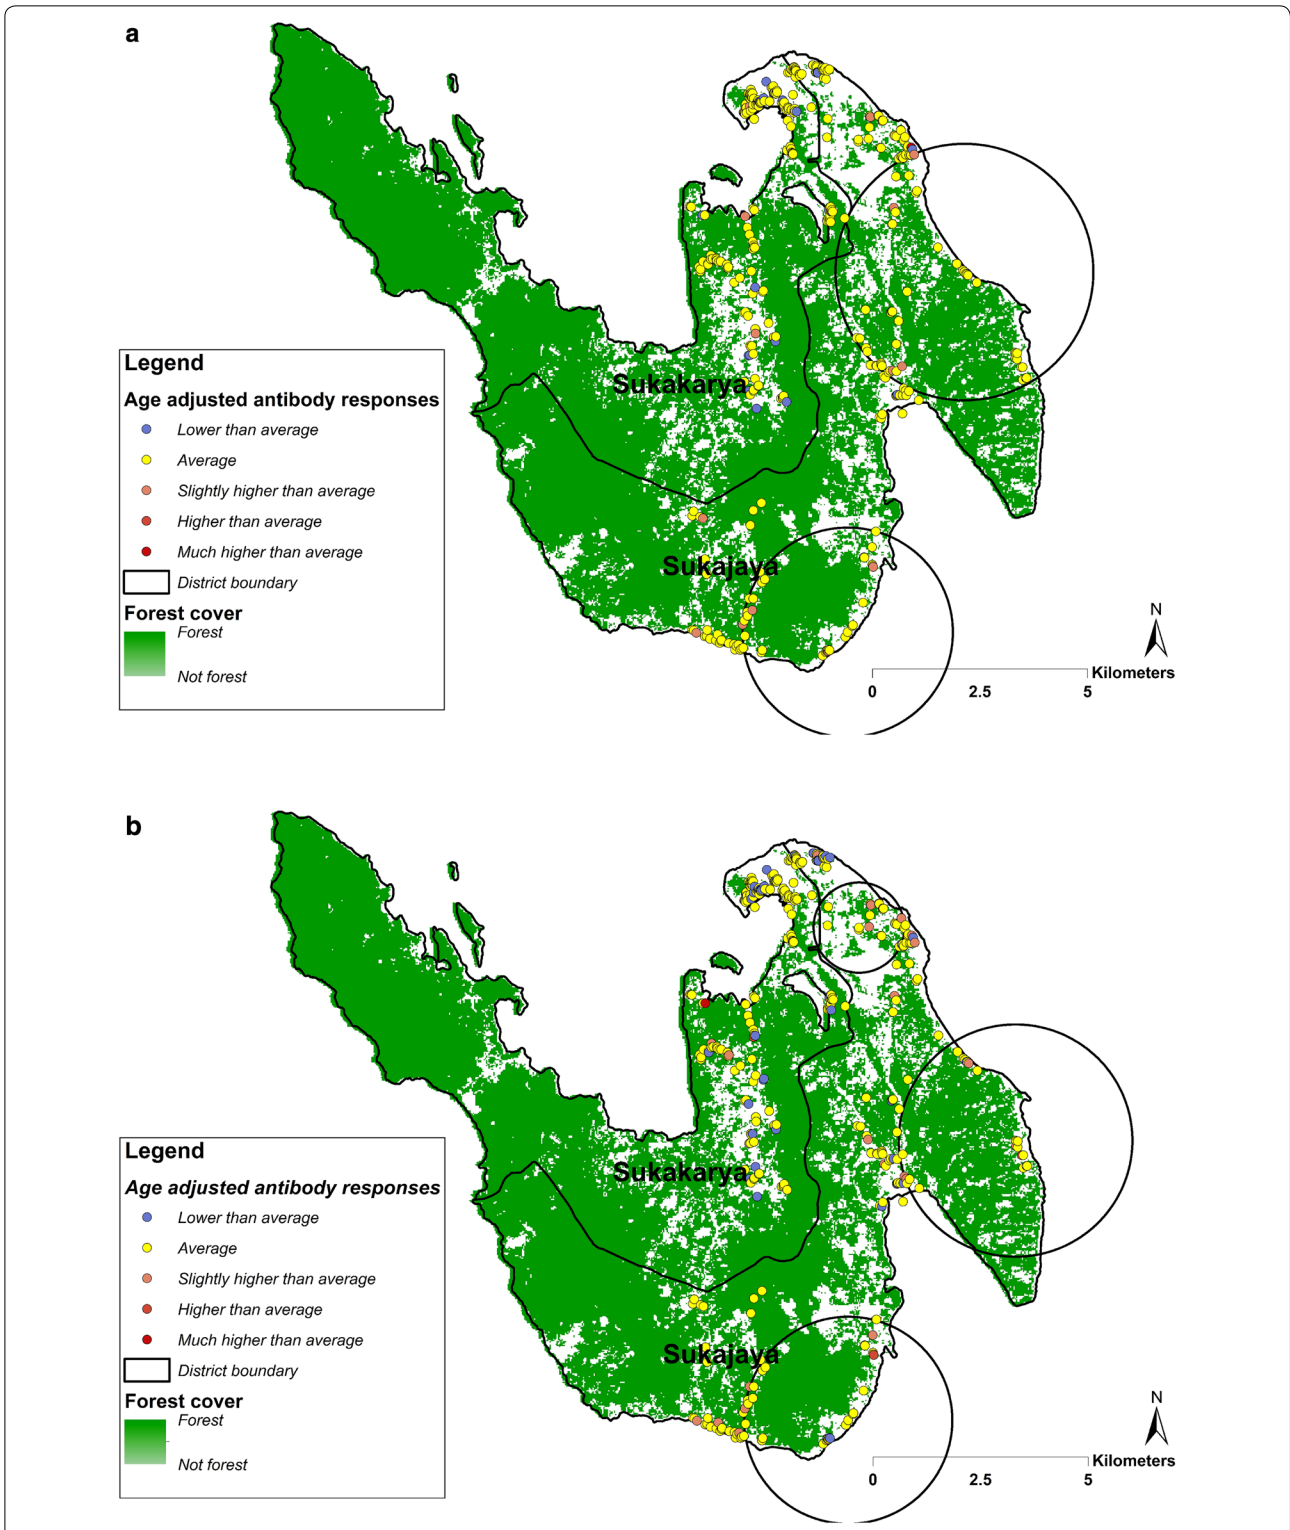 a
Legend
Age adjusted antibody responses
Lower than average
Average
Slightly higher than average
Higher than average
Much higher than average
District boundary
Forest cover
Forest
Not forest
Sukakarya
Sukajaya
N
Kilometers
0 2.5 5
b
Legend
Age adjusted antibody responses
Lower than average
Average
Slightly higher than average
Higher than average
Much higher than average
District boundary
Forest cover
Forest
Not forest
Sukakarya
Sukajaya
N
Kilometers
0 2.5 5